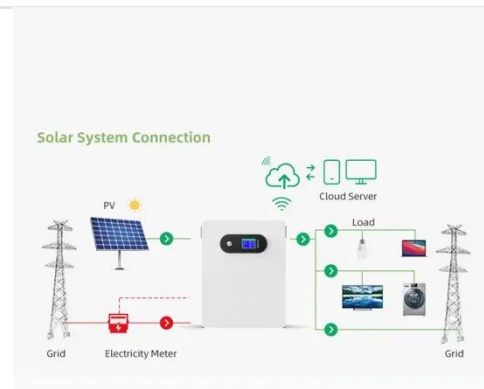 Solar System Connection
Cloud Server
PV
Load
Grid
Electricity Meter
Grid